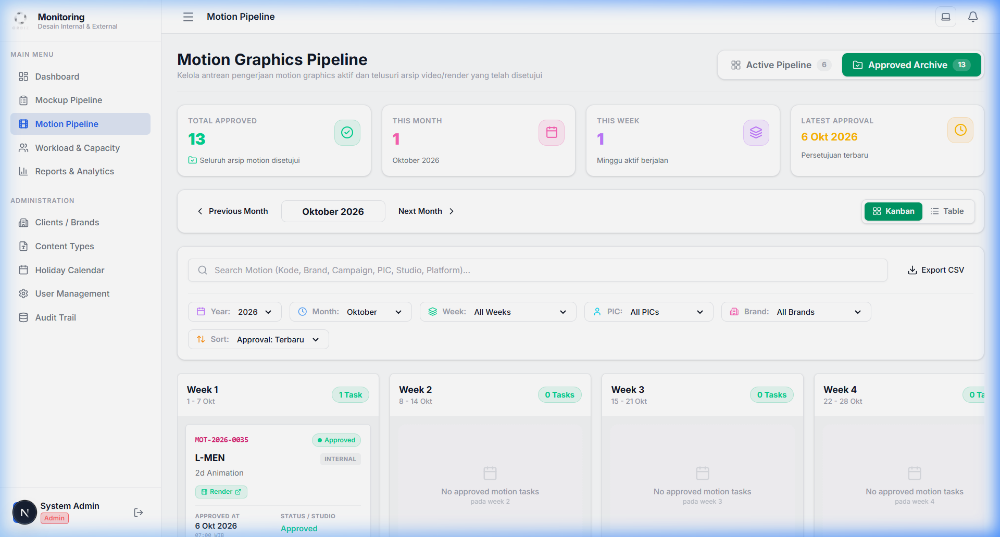 Monitoring
Desain Internal & External
MAIN MENU
Dashboard
Mockup Pipeline
Motion Pipeline
Workload & Capacity
Reports & Analytics
ADMINISTRATION
Clients / Brands
Content Types
Holiday Calendar
User Management
Audit Trail
N
System Admin
Admin
Motion Pipeline
Motion Graphics Pipeline
Kelola antrean pengerjaan motion graphics aktif dan telusuri arsip video/render yang telah disetujui
Active Pipeline 6
Approved Archive 13
TOTAL APPROVED
13
Seluruh arsip motion disetujui
THIS MONTH
1
Oktober 2026
THIS WEEK
1
Minggu aktif berjalan
LATEST APPROVAL
6 Okt 2026
Persetujuan terbaru
Previous Month
Oktober 2026
Next Month
Kanban
Table
Search Motion (Kode, Brand, Campaign, PIC, Studio, Platform)...
Export CSV
Year: 2026
Month: Oktober
Week: All Weeks
PIC: All PICs
Brand: All Brands
Sort: Approval: Terbaru
Week 1
1 - 7 Okt
1 Task
MOT-2026-0035
Approved
L-MEN
INTERNAL
2d Animation
Render
APPROVED AT
6 Okt 2026
07:00 WIB
STATUS / STUDIO
Approved
Week 2
8 - 14 Okt
0 Tasks
No approved motion tasks
pada week 2
Week 3
15 - 21 Okt
0 Tasks
No approved motion tasks
pada week 3
Week 4
22 - 28 Okt
0 Ta
No approved motion tasks
pada week 4